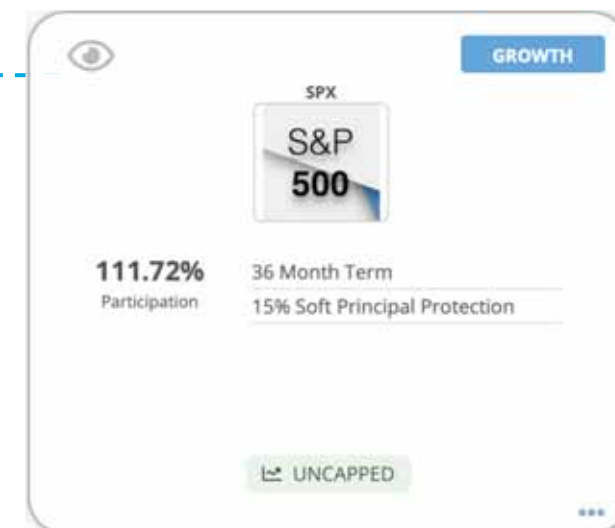 GROWTH
SPX
S&P
500
111.72%
Participation
36 Month Term
15% Soft Principal Protection
UNCAPPED